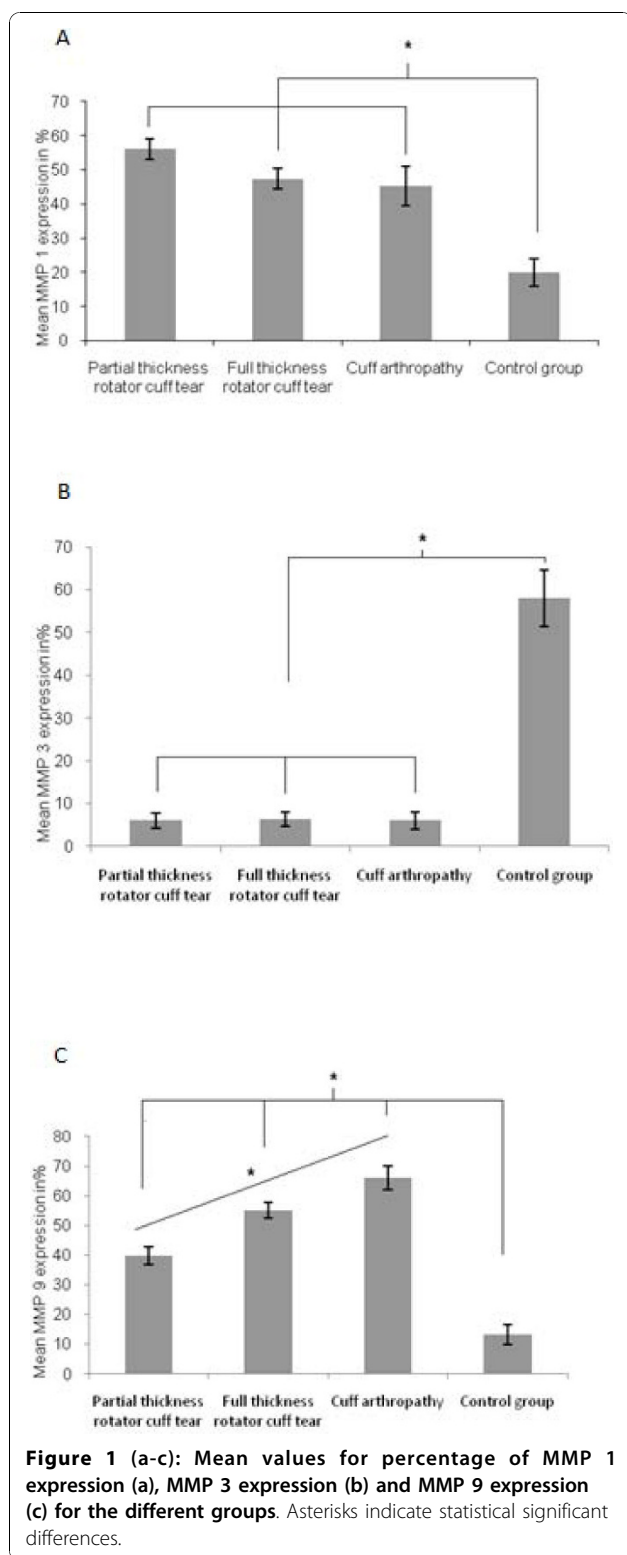 A
*
70
60
50
40
30
20
10
0
Mean MMP 1 expression in %
Partial thickness rotator cuff tear
Full thickness rotator cuff tear
Cuff arthropathy
Control group
B
*
70
60
50
40
30
20
10
0
Mean MMP 3 expression in%
Partial thickness rotator cuff tear
Full thickness rotator cuff tear
Cuff arthropathy
Control group
C
*
*
80
70
60
50
40
30
20
10
0
Mean MMP 9 expression in%
Partial thickness rotator cuff tear
Full thickness rotator cuff tear
Cuff arthropathy
Control group
Figure 1 (a-c): Mean values for percentage of MMP 1
expression (a), MMP 3 expression (b) and MMP 9 expression
(c) for the different groups. Asterisks indicate statistical significant
differences.